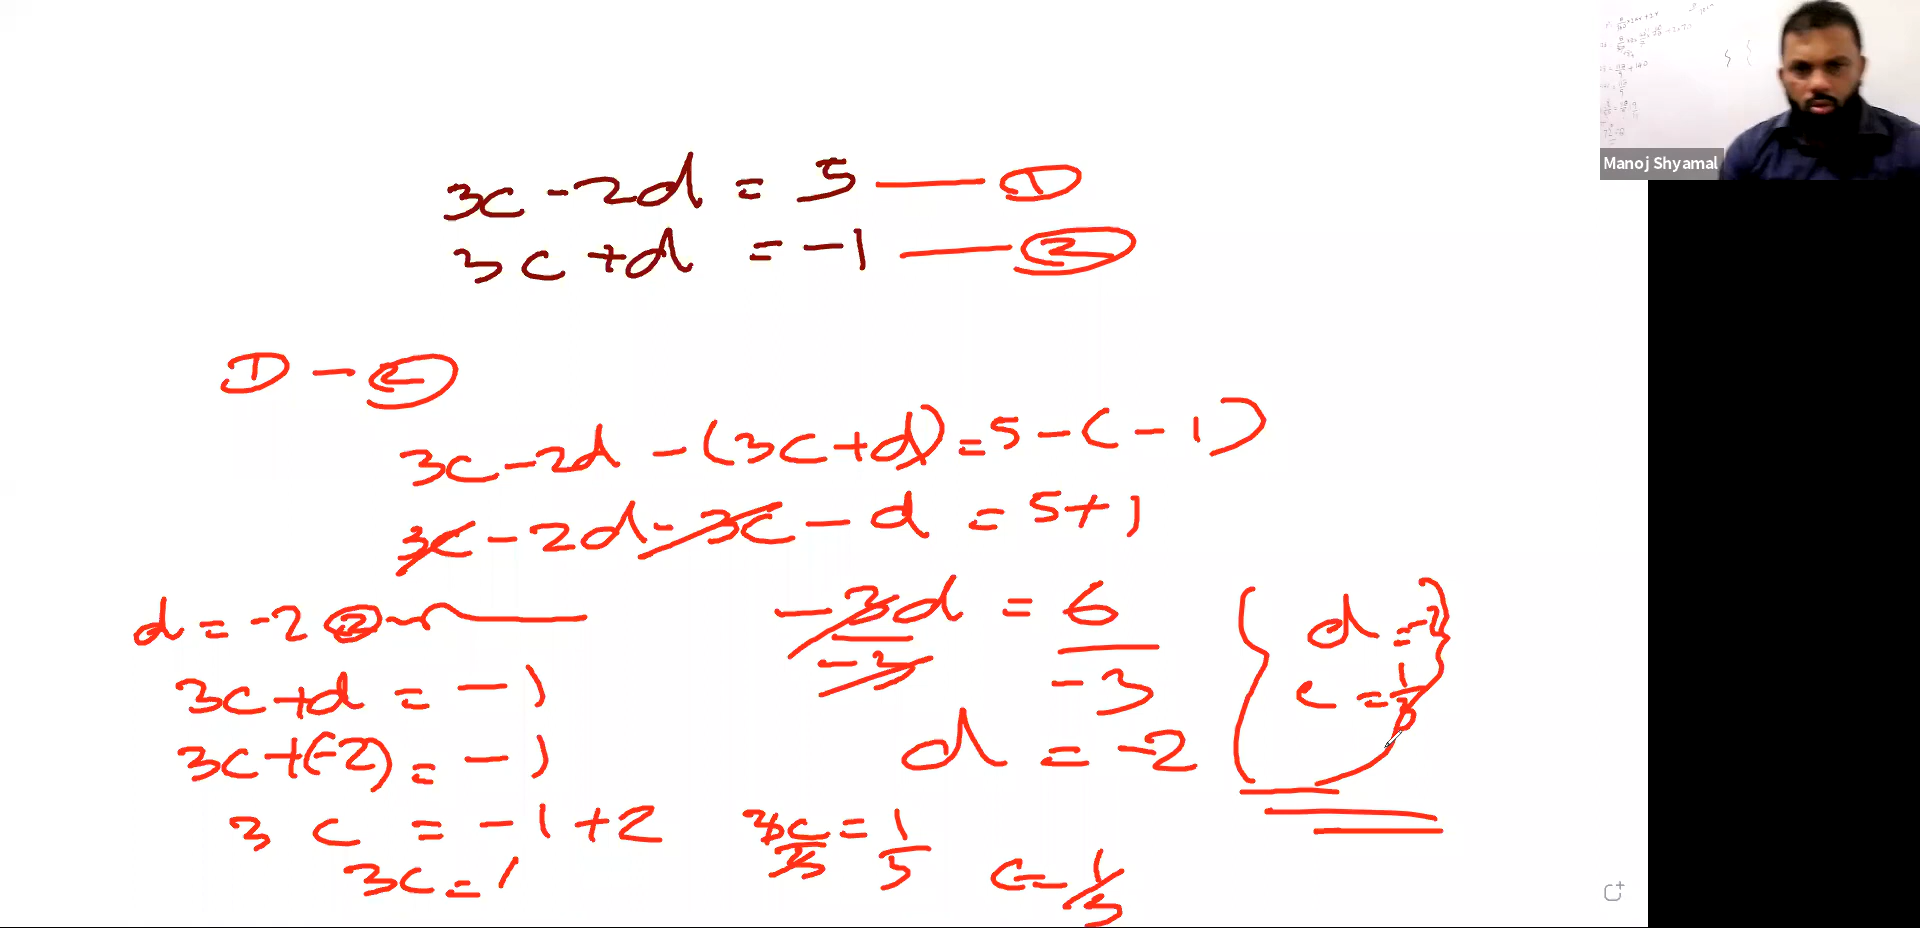 3c - 2d = 5 —— ①
3c + d = -1 —— ②
① - ②
3c - 2d - (3c + d) = 5 - (-1)
3c - 2d - 3c - d = 5 + 1
-3d = 6
-3 -3
d = -2
d = -2 ②
3c + d = -1
3c + (-2) = -1
3 c = -1 + 2
3c = 1
3c/3 = 1/3
c = 1/3
d = -2
c = 1/3
Manoj Shyamal